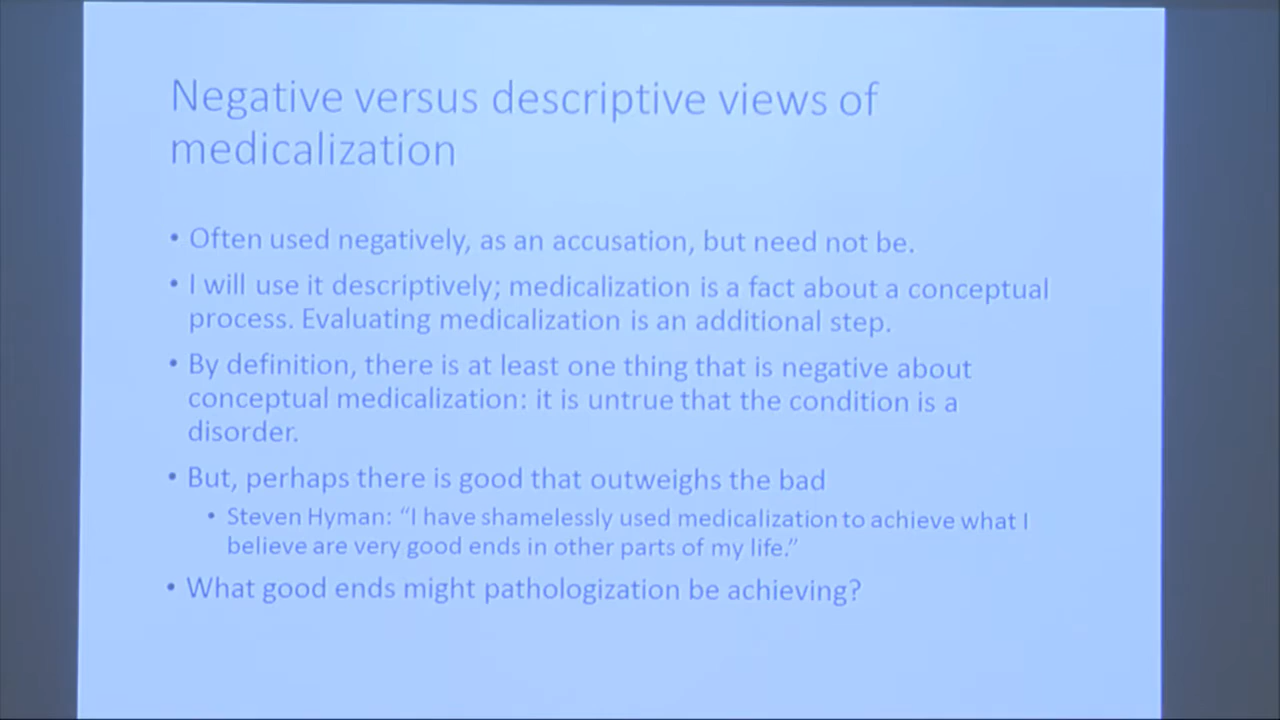 Negative versus descriptive views of
medicalization
• Often used negatively, as an accusation, but need not be.
• I will use it descriptively; medicalization is a fact about a conceptual
process. Evaluating medicalization is an additional step.
• By definition, there is at least one thing that is negative about
conceptual medicalization: it is untrue that the condition is a
disorder.
• But, perhaps there is good that outweighs the bad
• Steven Hyman: “I have shamelessly used medicalization to achieve what I
believe are very good ends in other parts of my life.”
• What good ends might pathologization be achieving?